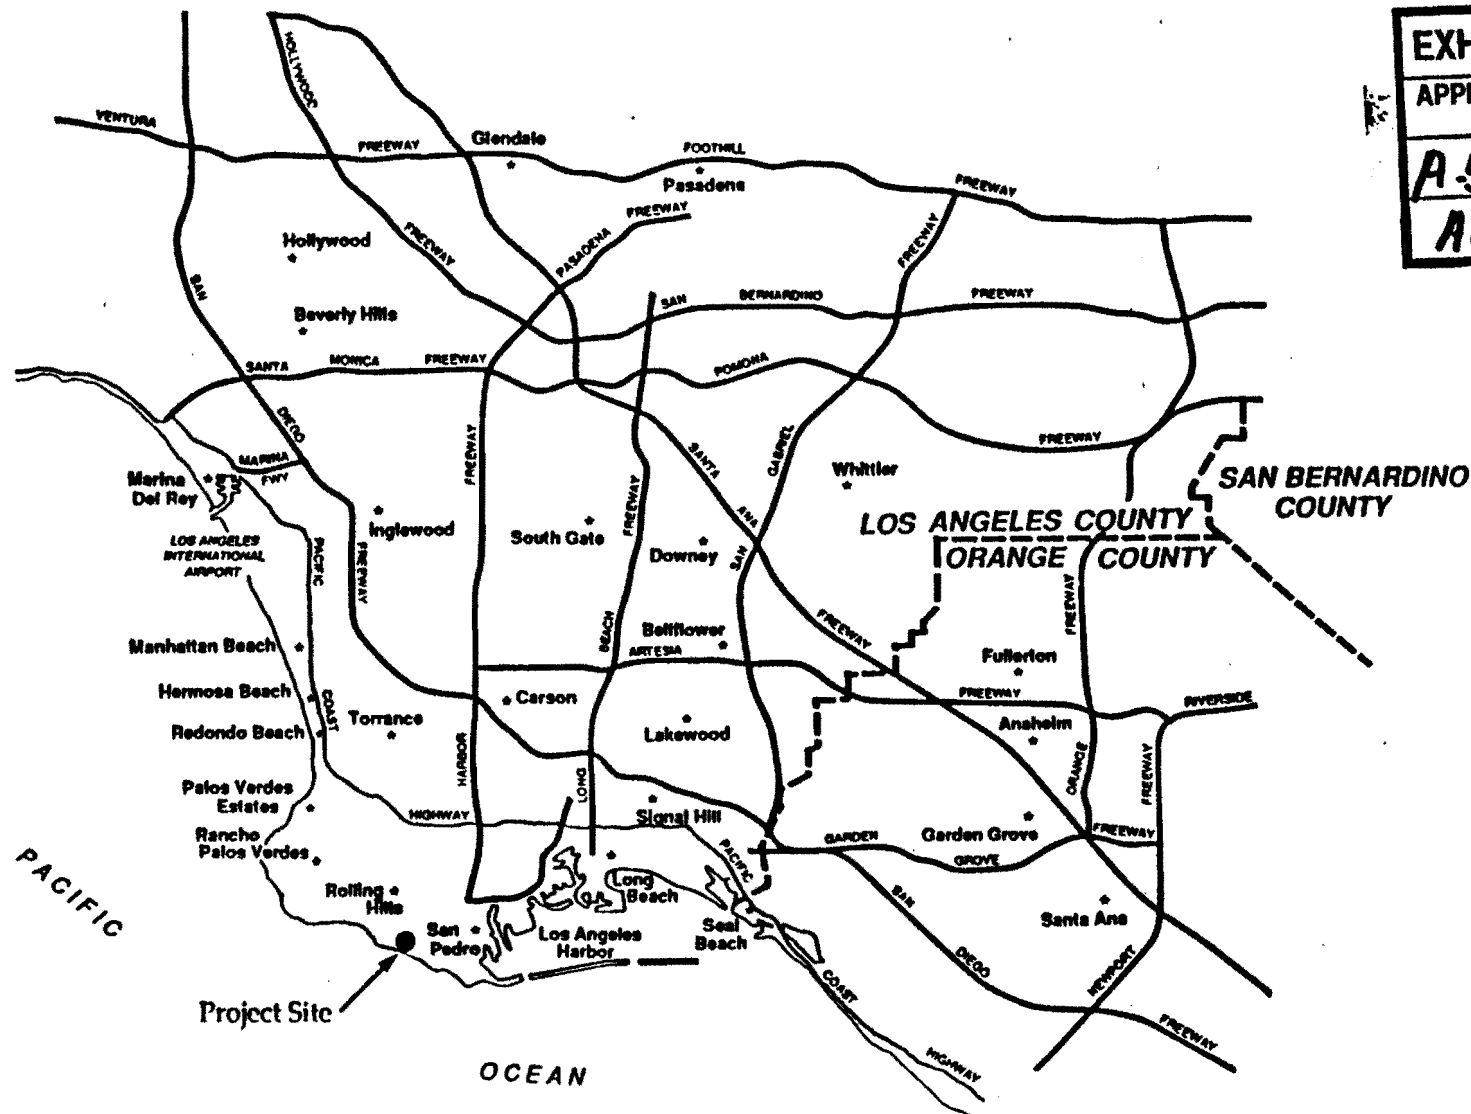 EXH
APPL
A.5
A
HOLLYWOOD
VENTURA
FREEWAY
Glendale
FOOTHILL
Pasadena
FREEWAY
FREEWAY
FREEWAY
PASADENA
FREEWAY
Hollywood
SAN
SAN
BERNARDINO
FREEWAY
Beverly Hills
SANTA
MONICA
FREEWAY
POMONA
FREEWAY
DIEGO
MARINA
FWY
Marina
Del Rey
FREEWAY
SANTA
GABRIEL
Whittier
SAN BERNARDINO
COUNTY
LOS ANGELES COUNTY
ORANGE COUNTY
Inglewood
South Gate
FREEWAY
ANA
Downey
SAN
LOS ANGELES
INTERNATIONAL
AIRPORT
PACIFIC
FREEWAY
FREEWAY
FREEWAY
BEACH
Bellflower
ARTESIA
Manhattan Beach
Fullerton
Hermosa Beach
COAST
Carson
FREEWAY
RIVERSIDE
Torrance
Redondo Beach
Lakewood
Anaheim
HARBOR
LONG
ORANGE
FREEWAY
Palos Verdes
Estates
HIGHWAY
Signal Hill
Rancho
Palos Verdes
PACIFIC
GARDEN
GROVE
Garden Grove
FREEWAY
Rolling
Hills
Long
Beach
SAN
Santa Ana
San
Pedro
Los Angeles
Harbor
Seal
Beach
DIEGO
NEWPORT
COAST
FREEWAY
HIGHWAY
Project Site
PACIFIC
OCEAN